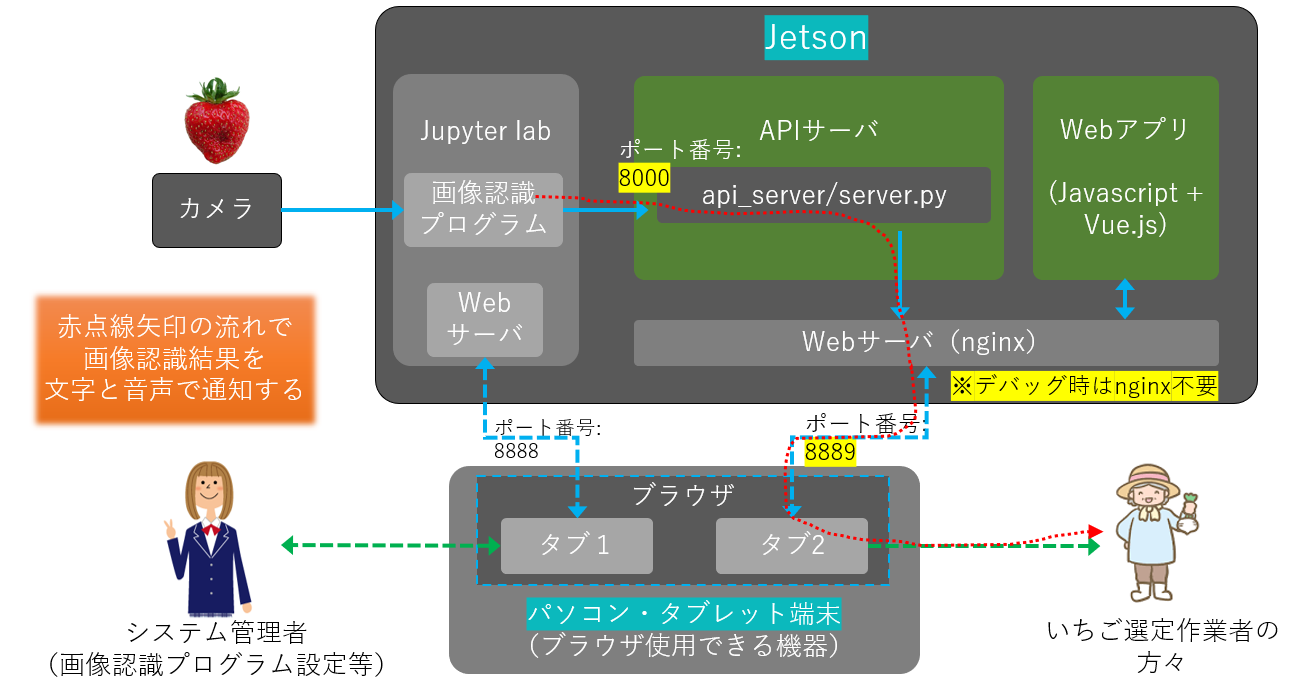 Jetson
Jupyter lab
画像認識
プログラム
Web
サーバ
APIサーバ
ポート番号:
8000
api_server/server.py
Webアプリ
(Javascript +
Vue.js)
カメラ
Webサーバ（nginx）
※デバッグ時はnginx不要
赤点線矢印の流れで
画像認識結果を
文字と音声で通知する
ポート番号:
8888
ポート番号:
8889
ブラウザ
タブ１
タブ2
パソコン・タブレット端末
（ブラウザ使用できる機器）
システム管理者
（画像認識プログラム設定等）
いちご選定作業者の
方々